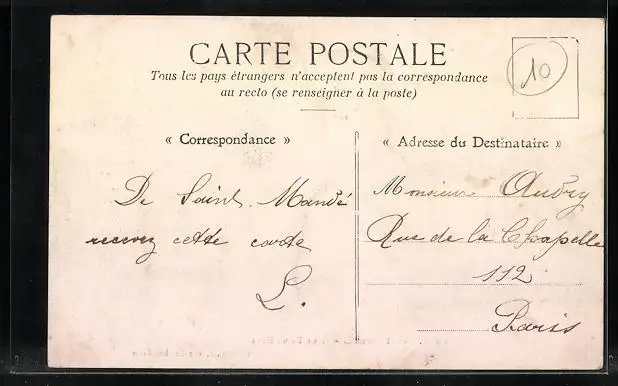 CARTE POSTALE
Tous les pays étrangers n'acceptent pas la correspondance
au recto (se renseigner à la poste)
10
« Correspondance »
De Saint. Mandé
recevez cette carte
L.
« Adresse du Destinataire »
Monsieur Audry
Rue de la Chapelle
112
Paris